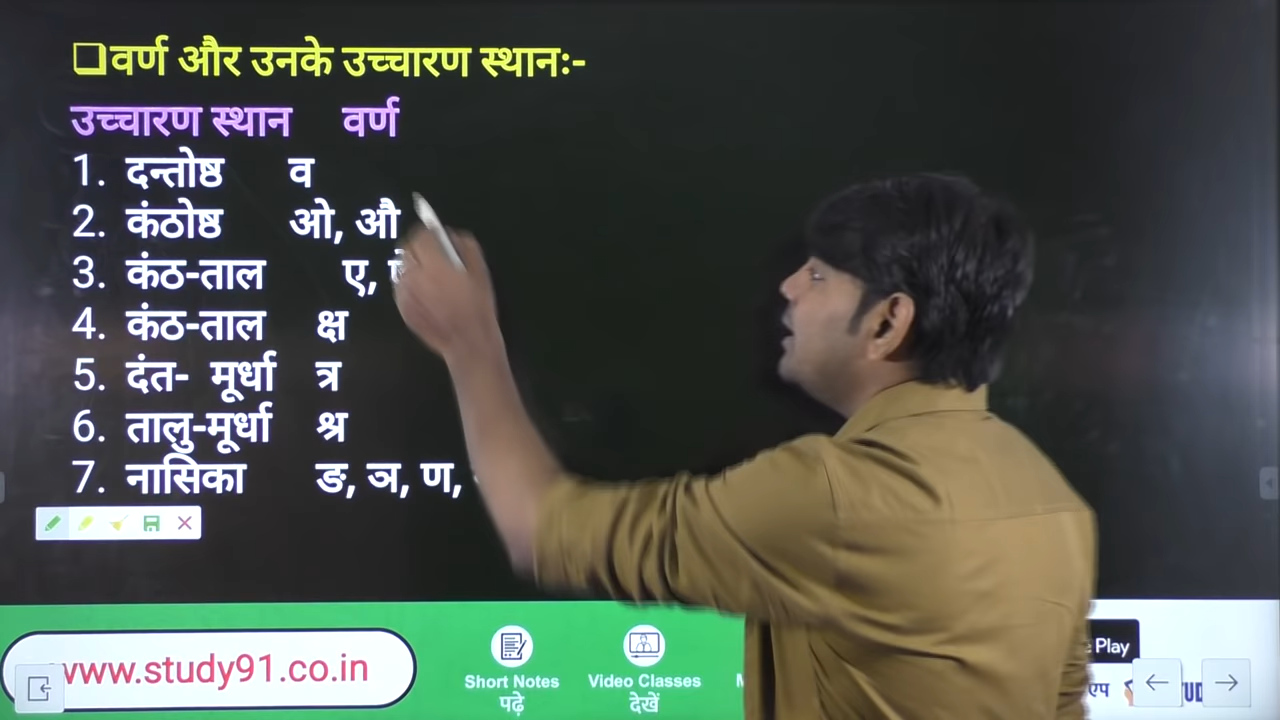 ❑वर्ण और उनके उच्चारण स्थानः-
उच्चारण स्थान वर्ण
1. दन्तोष्ठ व
2. कंठोष्ठ ओ, औ
3. कंठ-ताल ए,
4. कंठ-ताल क्ष
5. दंत- मूर्धा त्र
6. तालु-मूर्धा श्र
7. नासिका ङ, ञ, ण,
www.study91.co.in
Short Notes
पढ़े
Video Classes
देखें
Play